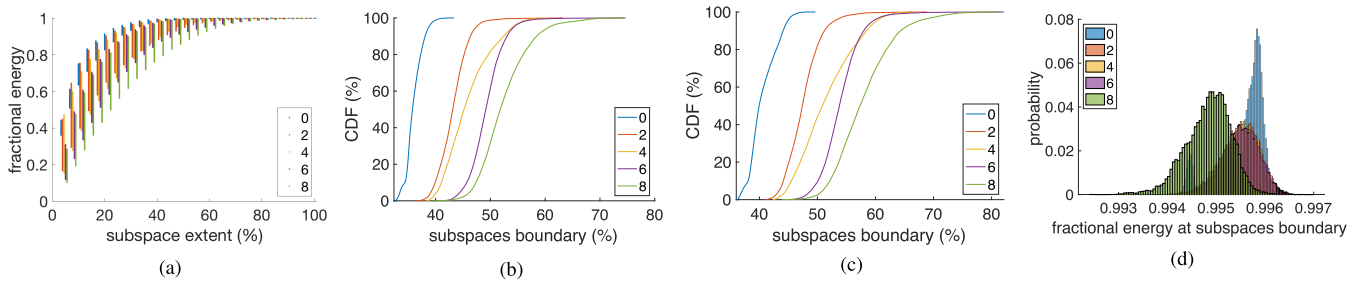 fractional energy
1
0.8
0.6
0.4
0.2
0
0 20 40 60 80 100
subspace extent (%)
0
2
4
6
8
(a)
CDF (%)
100
80
60
40
20
0
40 50 60 70 80
subspaces boundary (%)
0
2
4
6
8
(b)
CDF (%)
100
80
60
40
20
0
40 50 60 70 80
subspaces boundary (%)
0
2
4
6
8
(c)
probability
0.08
0.06
0.04
0.02
0
0.993 0.994 0.995 0.996 0.997
fractional energy at subspaces boundary
0
2
4
6
8
(d)